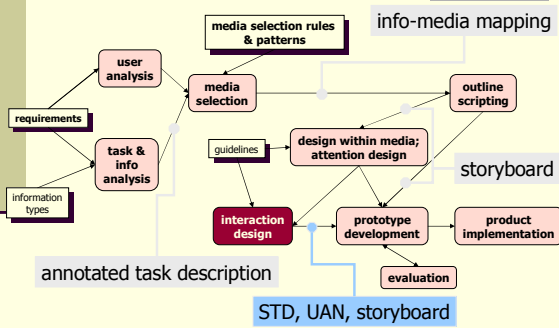 media selection rules
& patterns
info-media mapping
user
analysis
media
selection
outline
scripting
requirements
guidelines
design within media;
attention design
task &
info
analysis
storyboard
information
types
interaction
design
prototype
development
product
implementation
annotated task description
evaluation
STD, UAN, storyboard